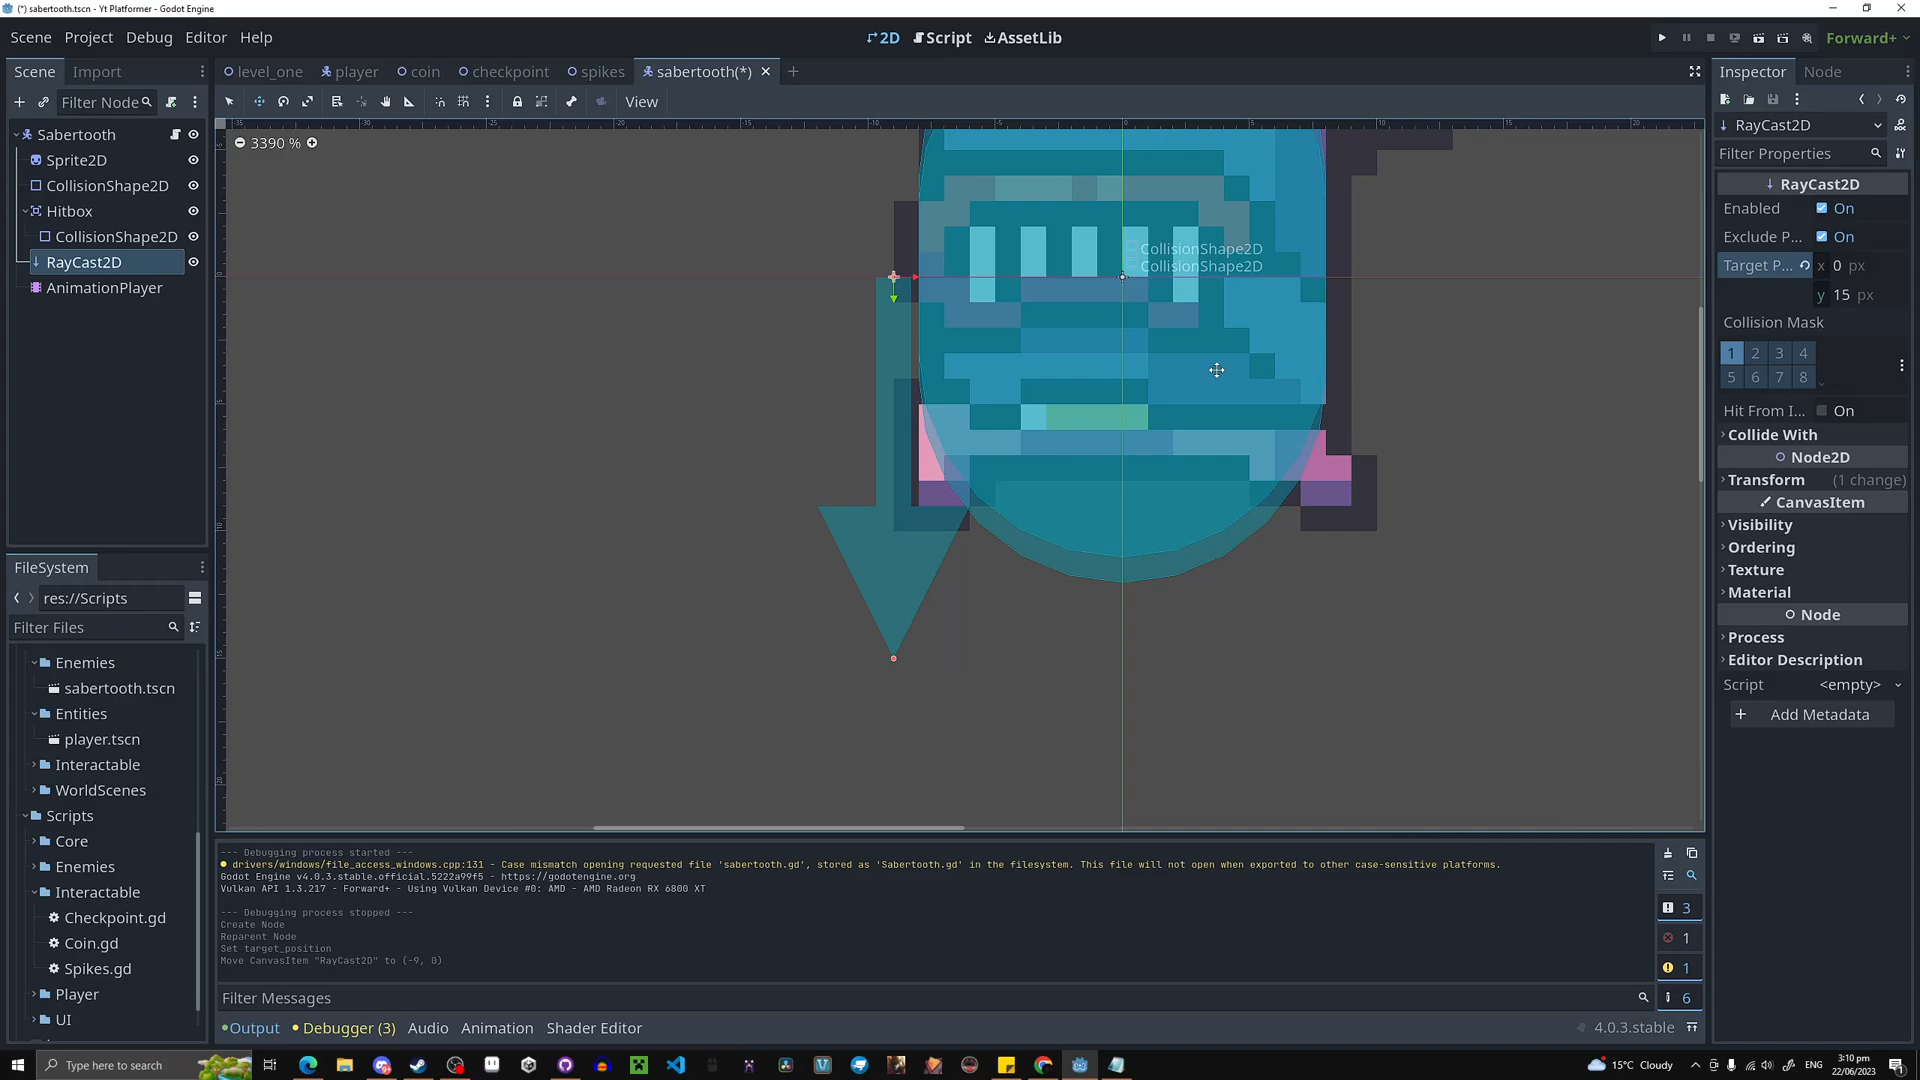 (*) sabertooth.tscn - Yt Platformer - Godot Engine
Scene Project Debug Editor Help
2D Script AssetLib
Forward+
Scene Import
level_one player coin checkpoint spikes sabertooth(*)
Inspector Node
Filter Node
View
Sabertooth
Sprite2D
CollisionShape2D
Hitbox
CollisionShape2D
RayCast2D
AnimationPlayer
3390 %
CollisionShape2D
CollisionShape2D
RayCast2D
Filter Properties
RayCast2D
Enabled On
Exclude P... On
Target P... x 0 px
y 15 px
Collision Mask
1 2 3 4
5 6 7 8
Hit From I... On
Collide With
Node2D
Transform (1 change)
CanvasItem
Visibility
Ordering
Texture
Material
Node
Process
Editor Description
Script <empty>
Add Metadata
FileSystem
res://Scripts
Filter Files
Enemies
sabertooth.tscn
Entities
player.tscn
Interactable
WorldScenes
Scripts
Core
Enemies
Interactable
Checkpoint.gd
Coin.gd
Spikes.gd
Player
UI
--- Debugging process started ---
drivers/windows/file_access_windows.cpp:131 - Case mismatch opening requested file 'sabertooth.gd', stored as 'Sabertooth.gd' in the filesystem. This file will not open when exported to other case-sensitive platforms.
Godot Engine v4.0.3.stable.official.5222a99f5 - https://godotengine.org
Vulkan API 1.3.217 - Forward+ - Using Vulkan Device #0: AMD - AMD Radeon RX 6800 XT
--- Debugging process stopped ---
Create Node
Reparent Node
Set target_position
Move CanvasItem "RayCast2D" to (-9, 0)
3
1
1
6
Filter Messages
Output Debugger (3) Audio Animation Shader Editor
4.0.3.stable
Type here to search
15°C Cloudy
ENG
3:10 pm
22/06/2023